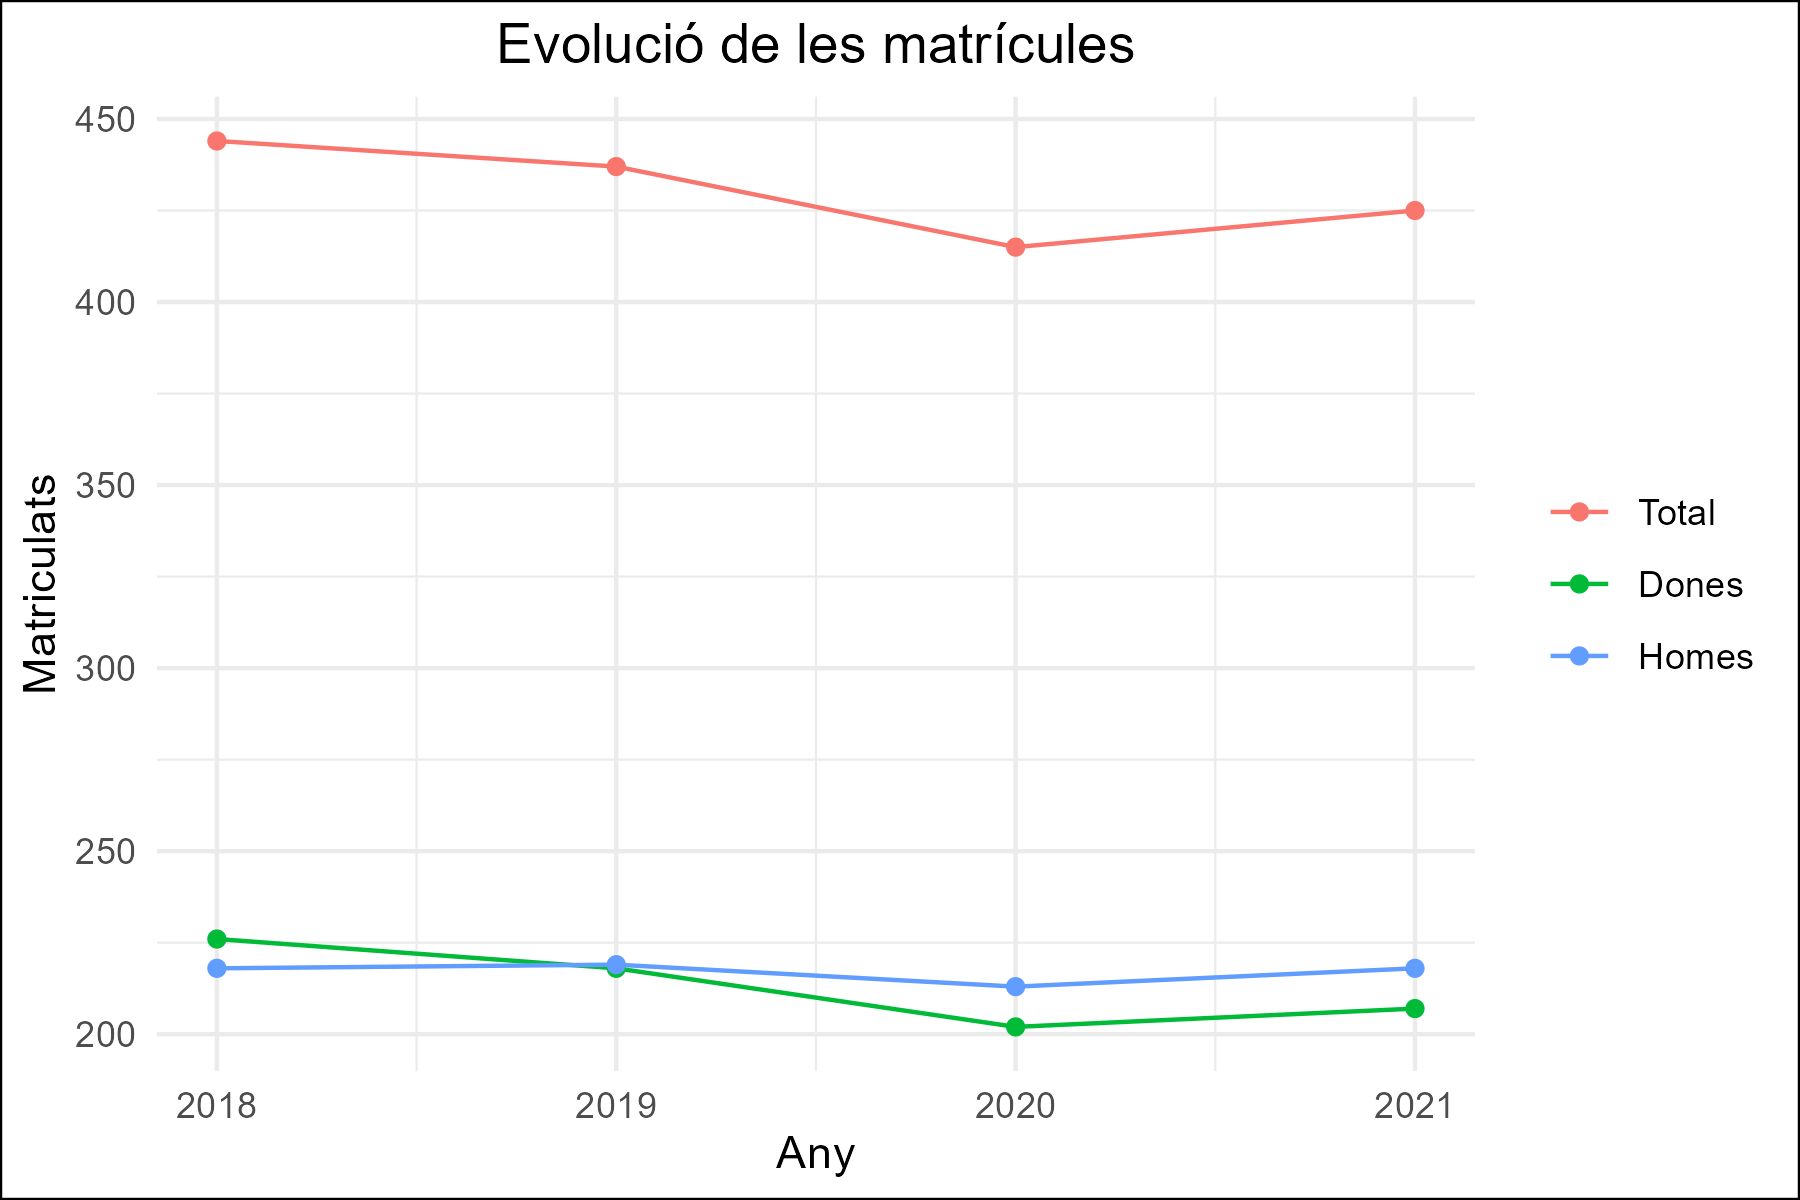 Evolució de les matrícules
450
400
350
300
250
200
Matriculats
2018 2019 2020 2021
Any
Total
Dones
Homes